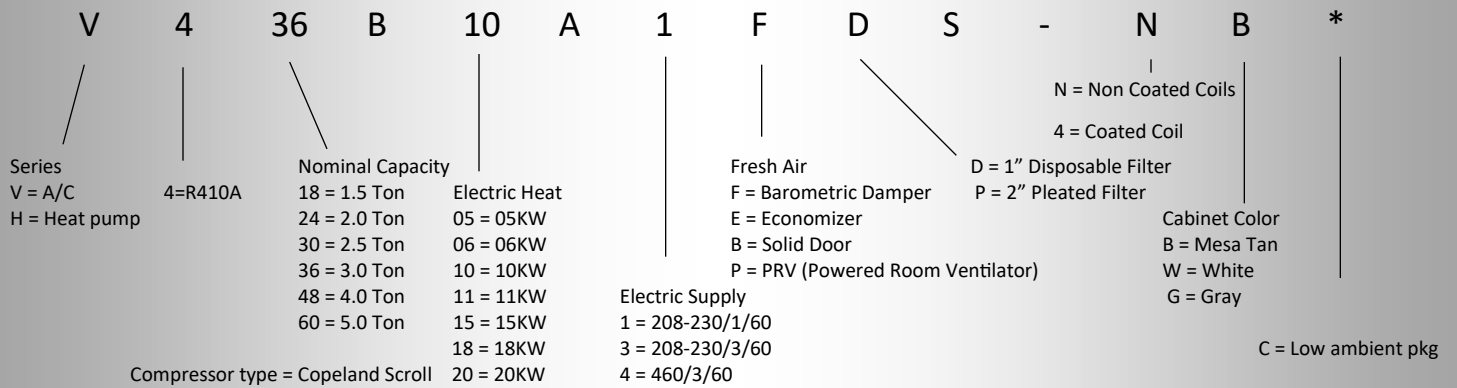 V 4 36 B 10 A 1 F D S - N B *
N = Non Coated Coils
4 = Coated Coil
Series
V = A/C
H = Heat pump
4=R410A
Nominal Capacity
18 = 1.5 Ton
24 = 2.0 Ton
30 = 2.5 Ton
36 = 3.0 Ton
48 = 4.0 Ton
60 = 5.0 Ton
Compressor type = Copeland Scroll
Electric Heat
05 = 05KW
06 = 06KW
10 = 10KW
11 = 11KW
15 = 15KW
18 = 18KW
20 = 20KW
Electric Supply
1 = 208-230/1/60
3 = 208-230/3/60
4 = 460/3/60
Fresh Air
F = Barometric Damper
E = Economizer
B = Solid Door
P = PRV (Powered Room Ventilator)
D = 1” Disposable Filter
P = 2” Pleated Filter
Cabinet Color
B = Mesa Tan
W = White
G = Gray
C = Low ambient pkg